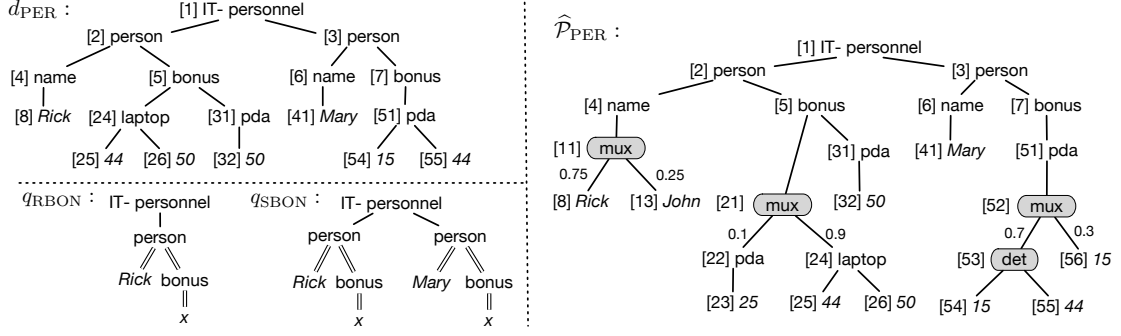 d_PER :
[1] IT- personnel
[2] person [3] person
[4] name [5] bonus [6] name [7] bonus
[8] Rick [24] laptop [31] pda [41] Mary [51] pda
[25] 44 [26] 50 [32] 50 [54] 15 [55] 44
q_RBON : IT- personnel
person
Rick bonus
x
q_SBON : IT- personnel
person person
Rick bonus Mary bonus
x x
P̂_PER :
[1] IT- personnel
[2] person [3] person
[4] name [5] bonus [6] name [7] bonus
[11] mux [31] pda [41] Mary [51] pda
0.75 0.25
[8] Rick [13] John [21] mux [32] 50 [52] mux
0.1 0.9 0.7 0.3
[22] pda [24] laptop [53] det [56] 15
[23] 25 [25] 44 [26] 50 [54] 15 [55] 44